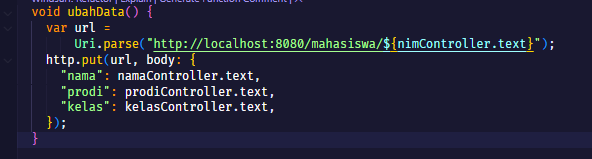 Windsurf: Refactor | Explain | Generate Function Comment | X
void ubahData() {
var url =
Uri.parse("http://localhost:8080/mahasiswa/${nimController.text}");
http.put(url, body: {
"nama": namaController.text,
"prodi": prodiController.text,
"kelas": kelasController.text,
});
}